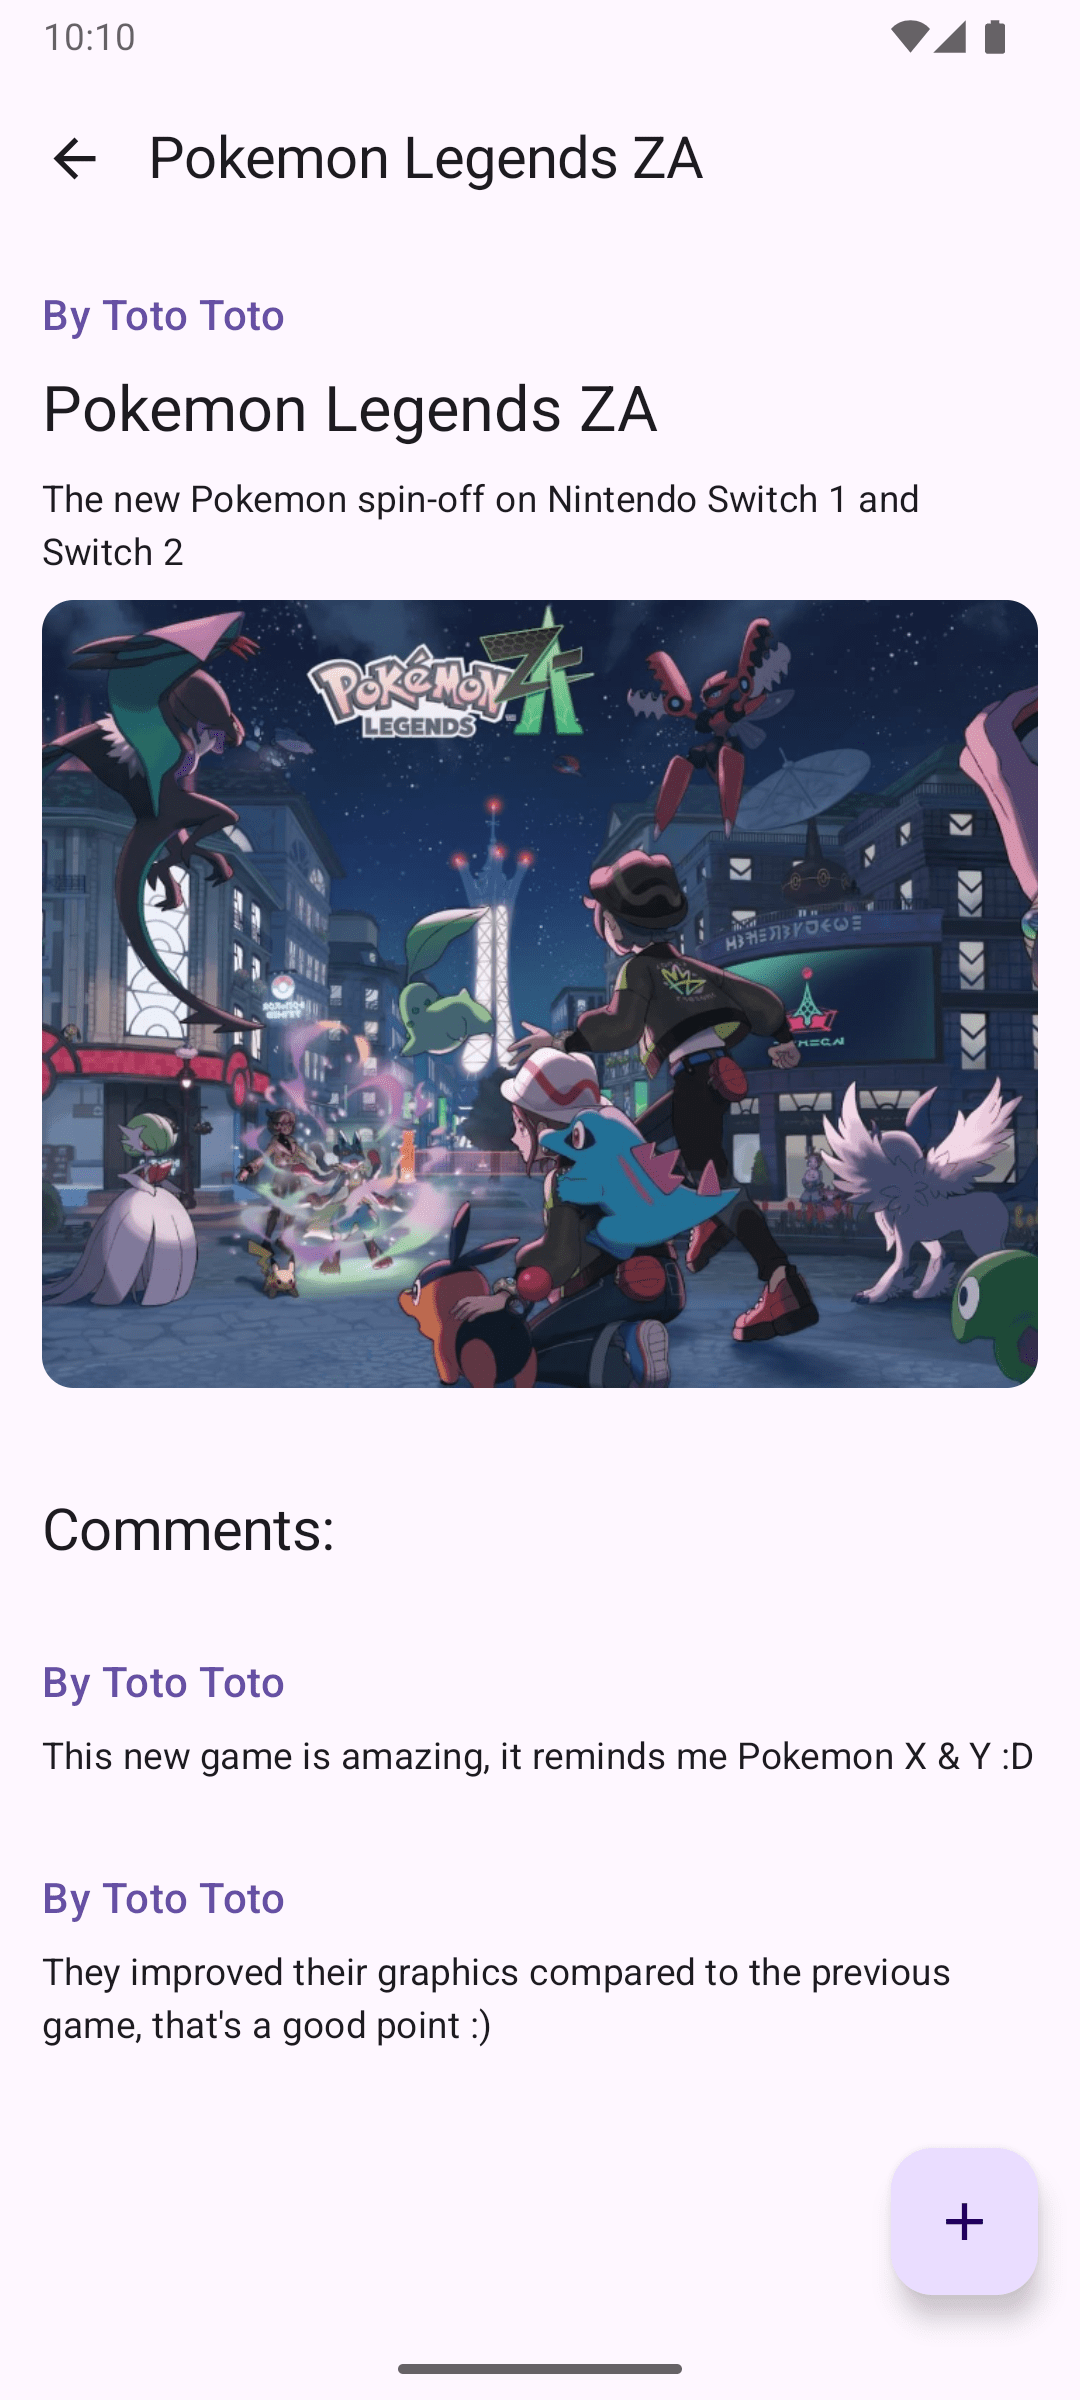 10:10
Pokemon Legends ZA
By Toto Toto
Pokemon Legends ZA
The new Pokemon spin-off on Nintendo Switch 1 and
Switch 2
POKéMON
LEGENDS
ZA
Comments:
By Toto Toto
This new game is amazing, it reminds me Pokemon X & Y :D
By Toto Toto
They improved their graphics compared to the previous
game, that's a good point :)